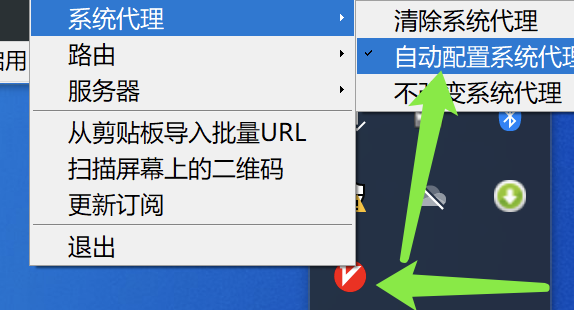 系统代理
路由
服务器
从剪贴板导入批量URL
扫描屏幕上的二维码
更新订阅
退出
清除系统代理
自动配置系统代理
不改变系统代理
启用